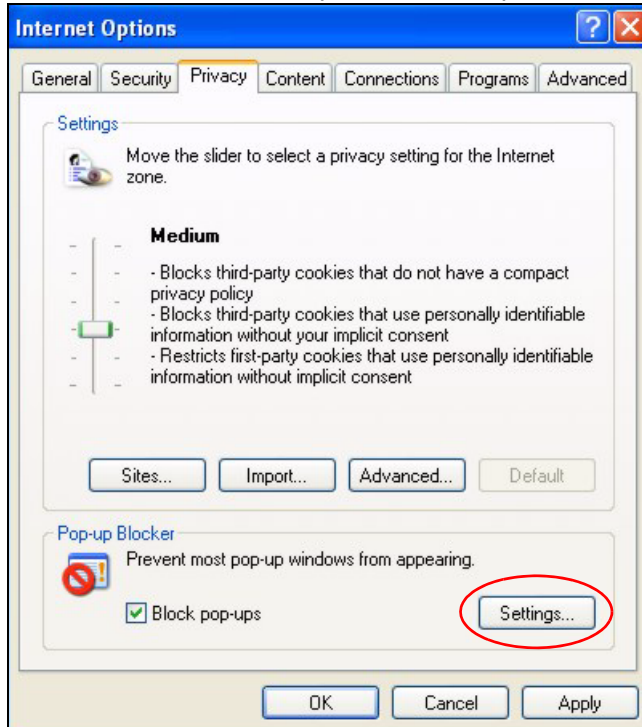 Internet Options
General Security Privacy Content Connections Programs Advanced
Settings
Move the slider to select a privacy setting for the Internet
zone.
Medium
- Blocks third-party cookies that do not have a compact
privacy policy
- Blocks third-party cookies that use personally identifiable
information without your implicit consent
- Restricts first-party cookies that use personally identifiable
information without implicit consent
Sites... Import... Advanced... Default
Pop-up Blocker
Prevent most pop-up windows from appearing.
Block pop-ups Settings...
OK Cancel Apply